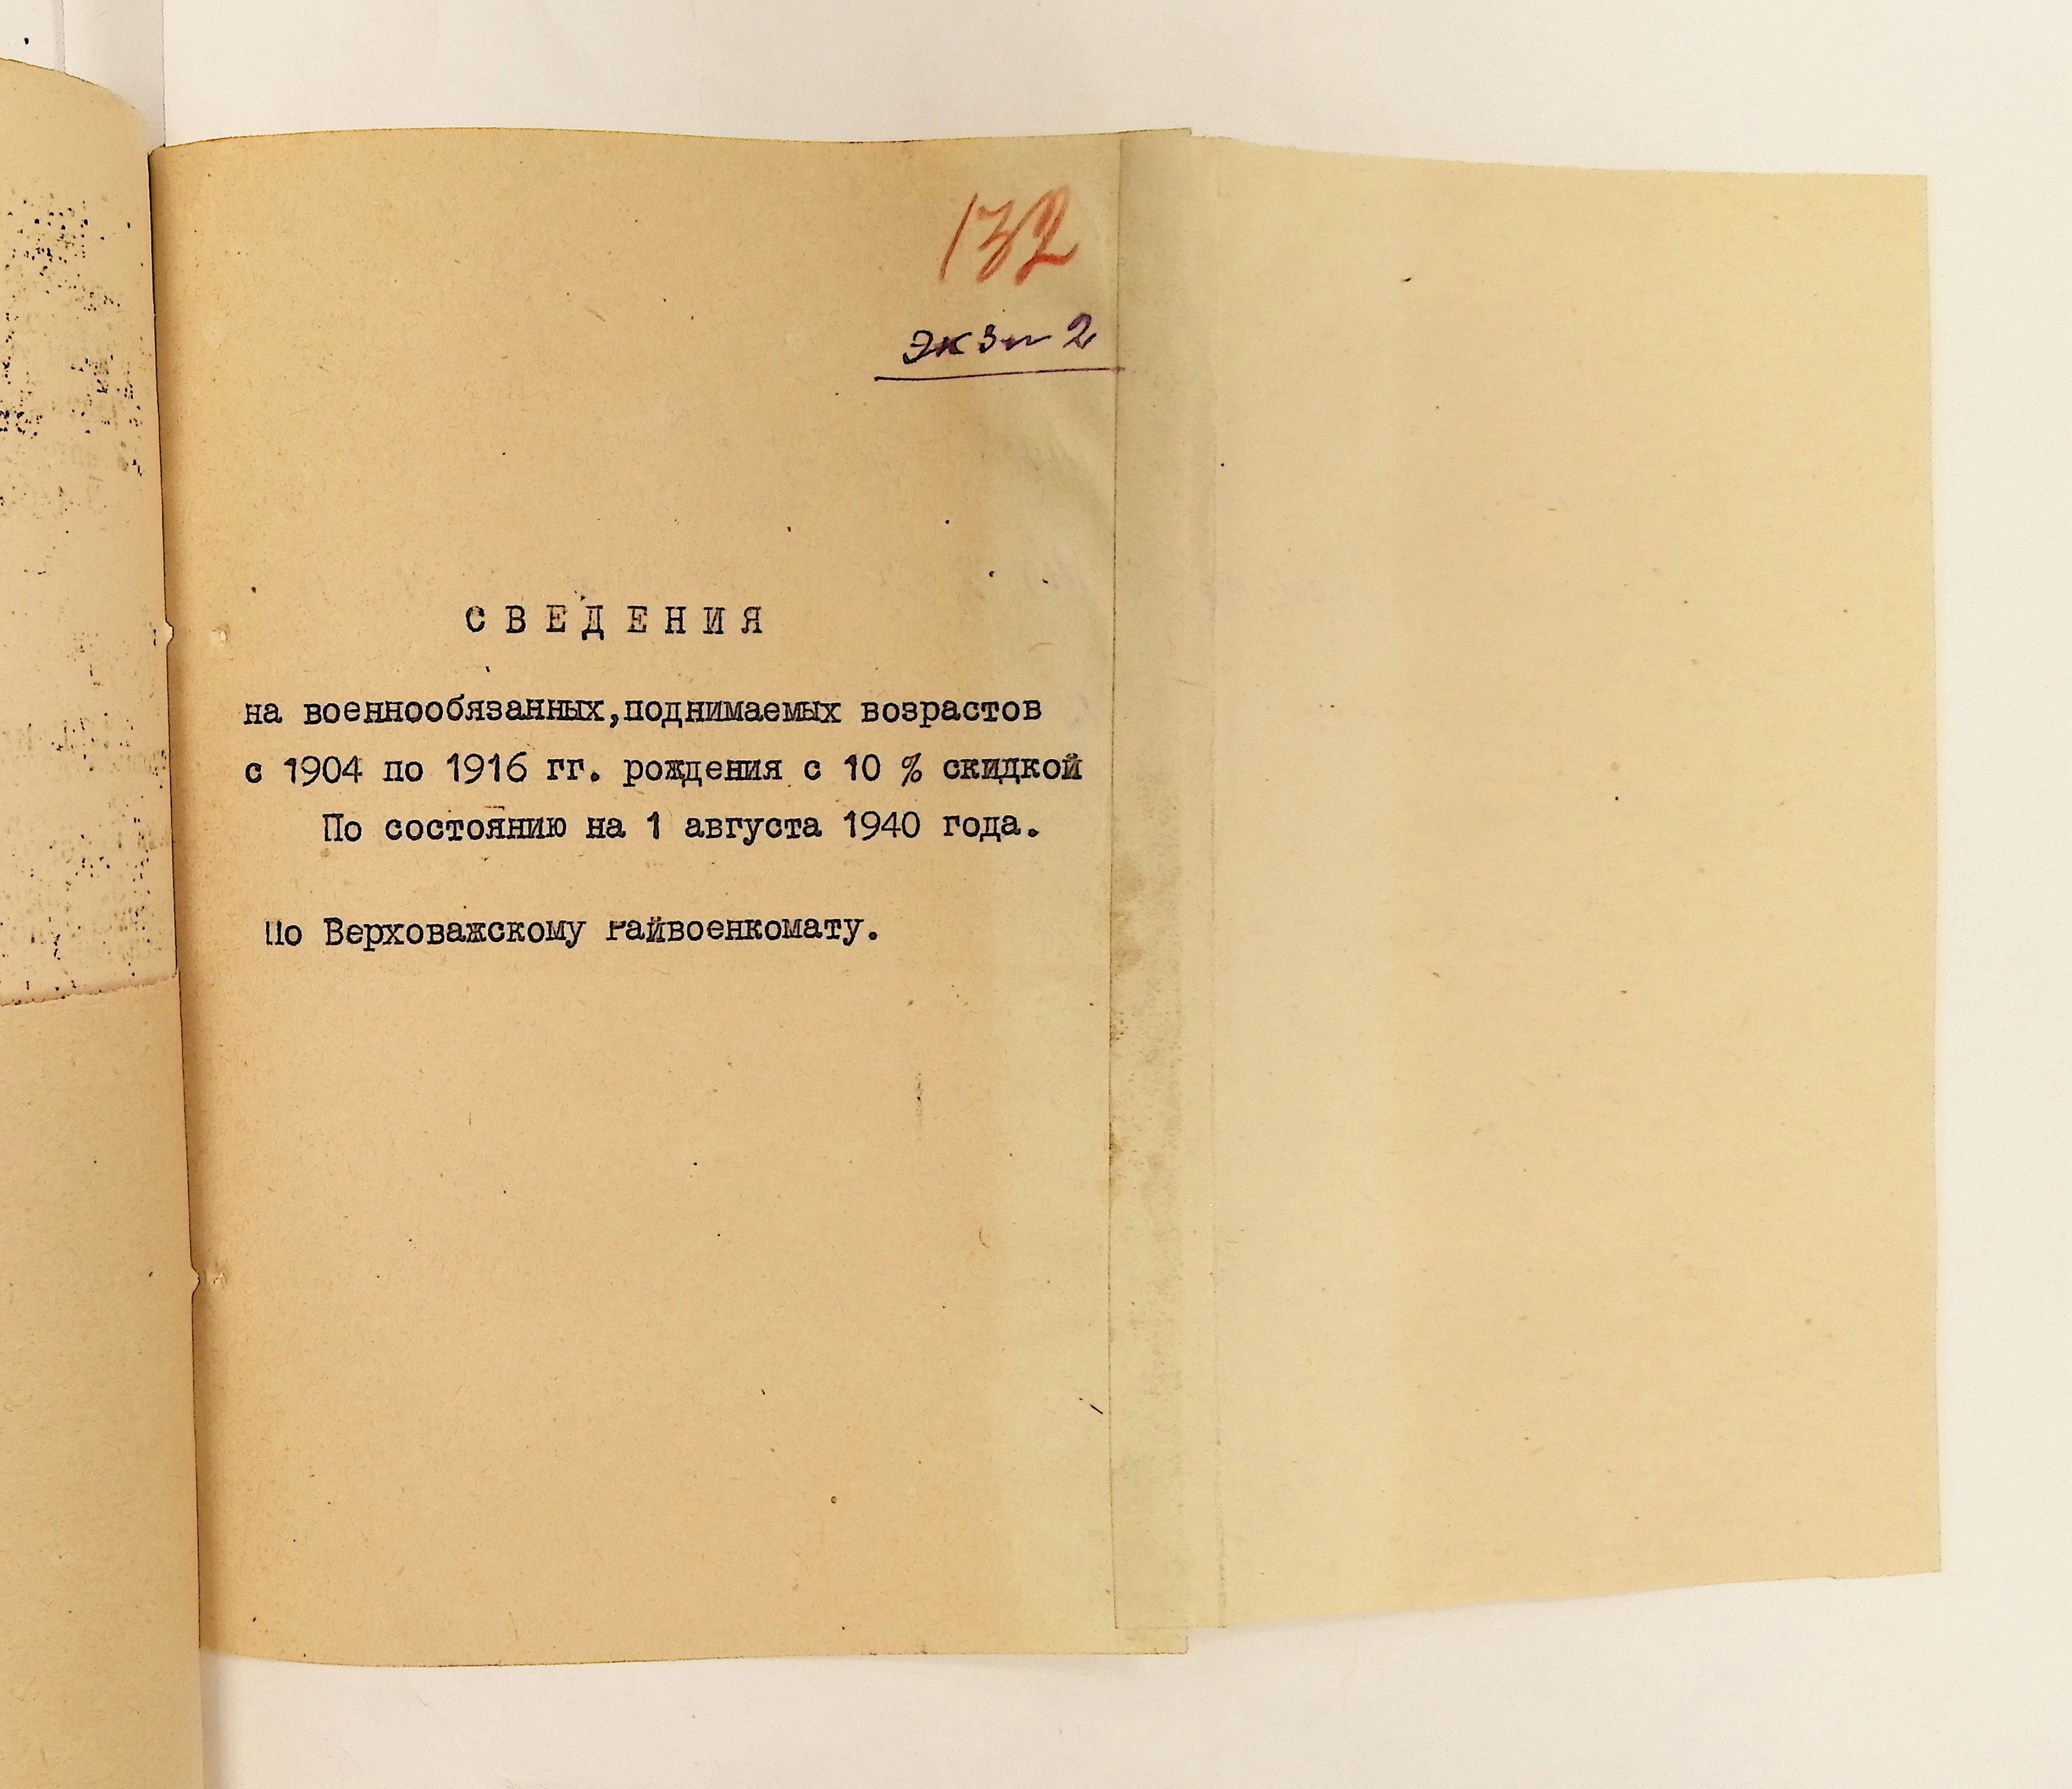 132
экз № 2
С В Е Д Е Н И Я
на военнообязанных,поднимаемых возрастов
с 1904 по 1916 гг. рождения с 10 % скидкой
По состоянию на 1 августа 1940 года.
По Верховажскому Райвоенкомату.